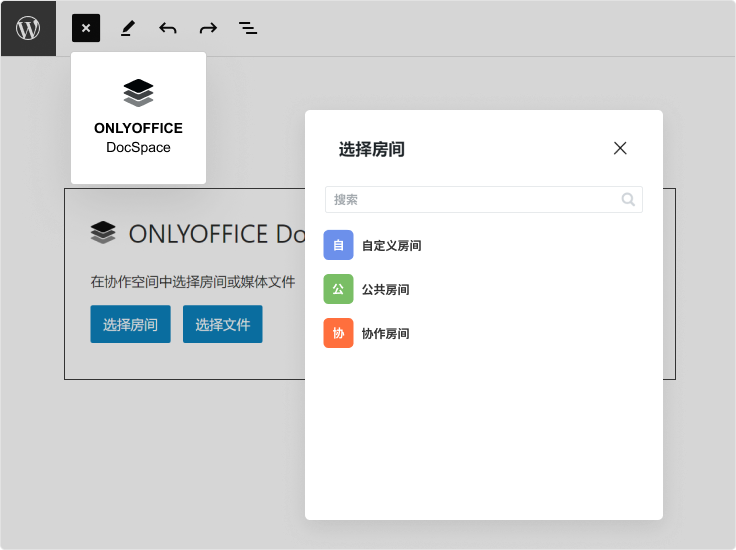 ONLYOFFICE
DocSpace
ONLYOFFICE Do
在协作空间中选择房间或媒体文件
选择房间
选择文件
选择房间
搜索
自 自定义房间
公 公共房间
协 协作房间